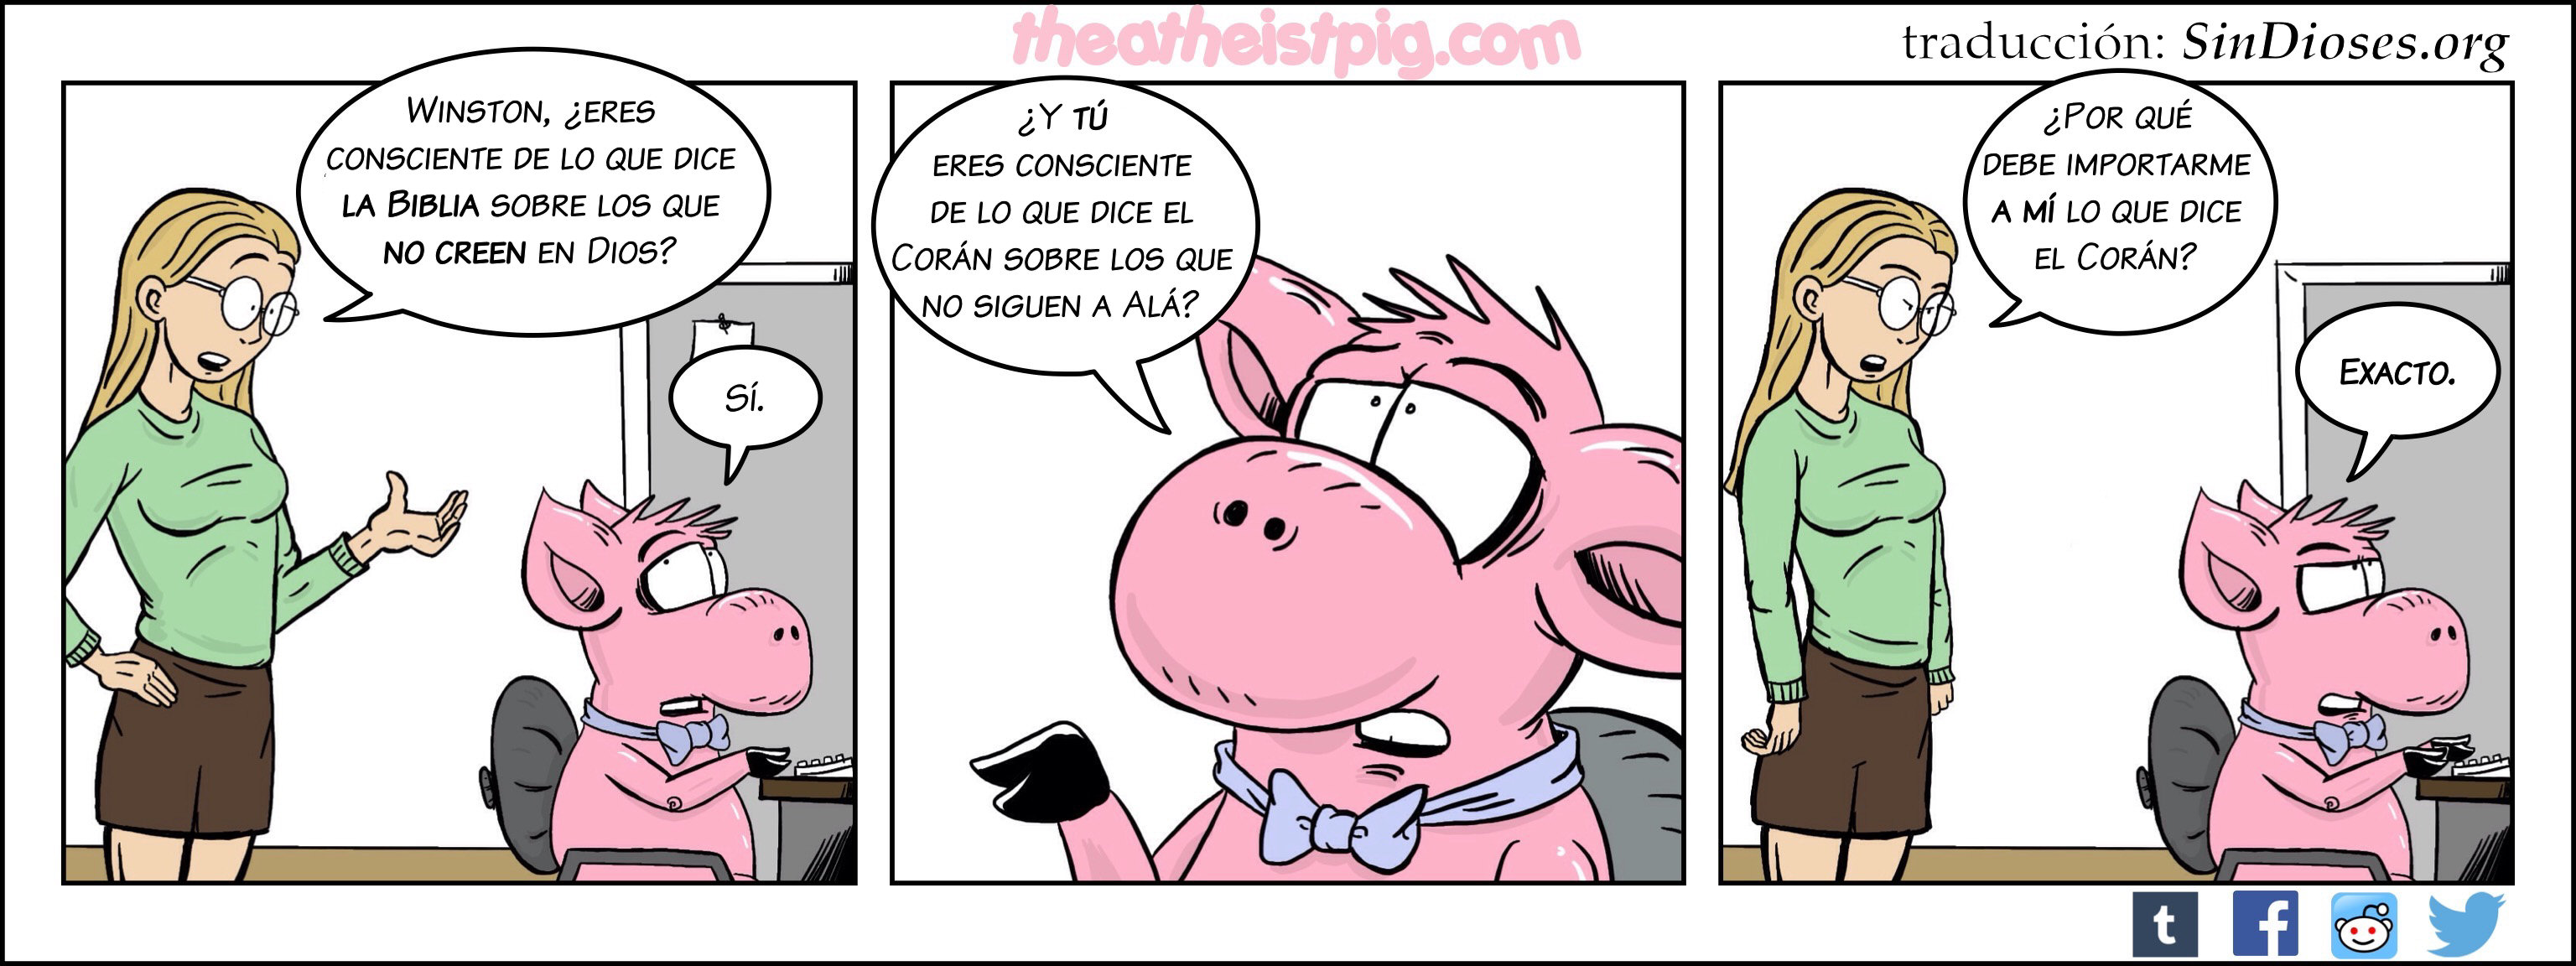 theatheistpig.com
traducción: SinDioses.org
Winston, ¿eres
consciente de lo que dice
la Biblia sobre los que
no creen en Dios?
Sí.
¿Y tú
eres consciente
de lo que dice el
Corán sobre los que
no siguen a Alá?
¿Por qué
debe importarme
a mí lo que dice
el Corán?
Exacto.
t
f